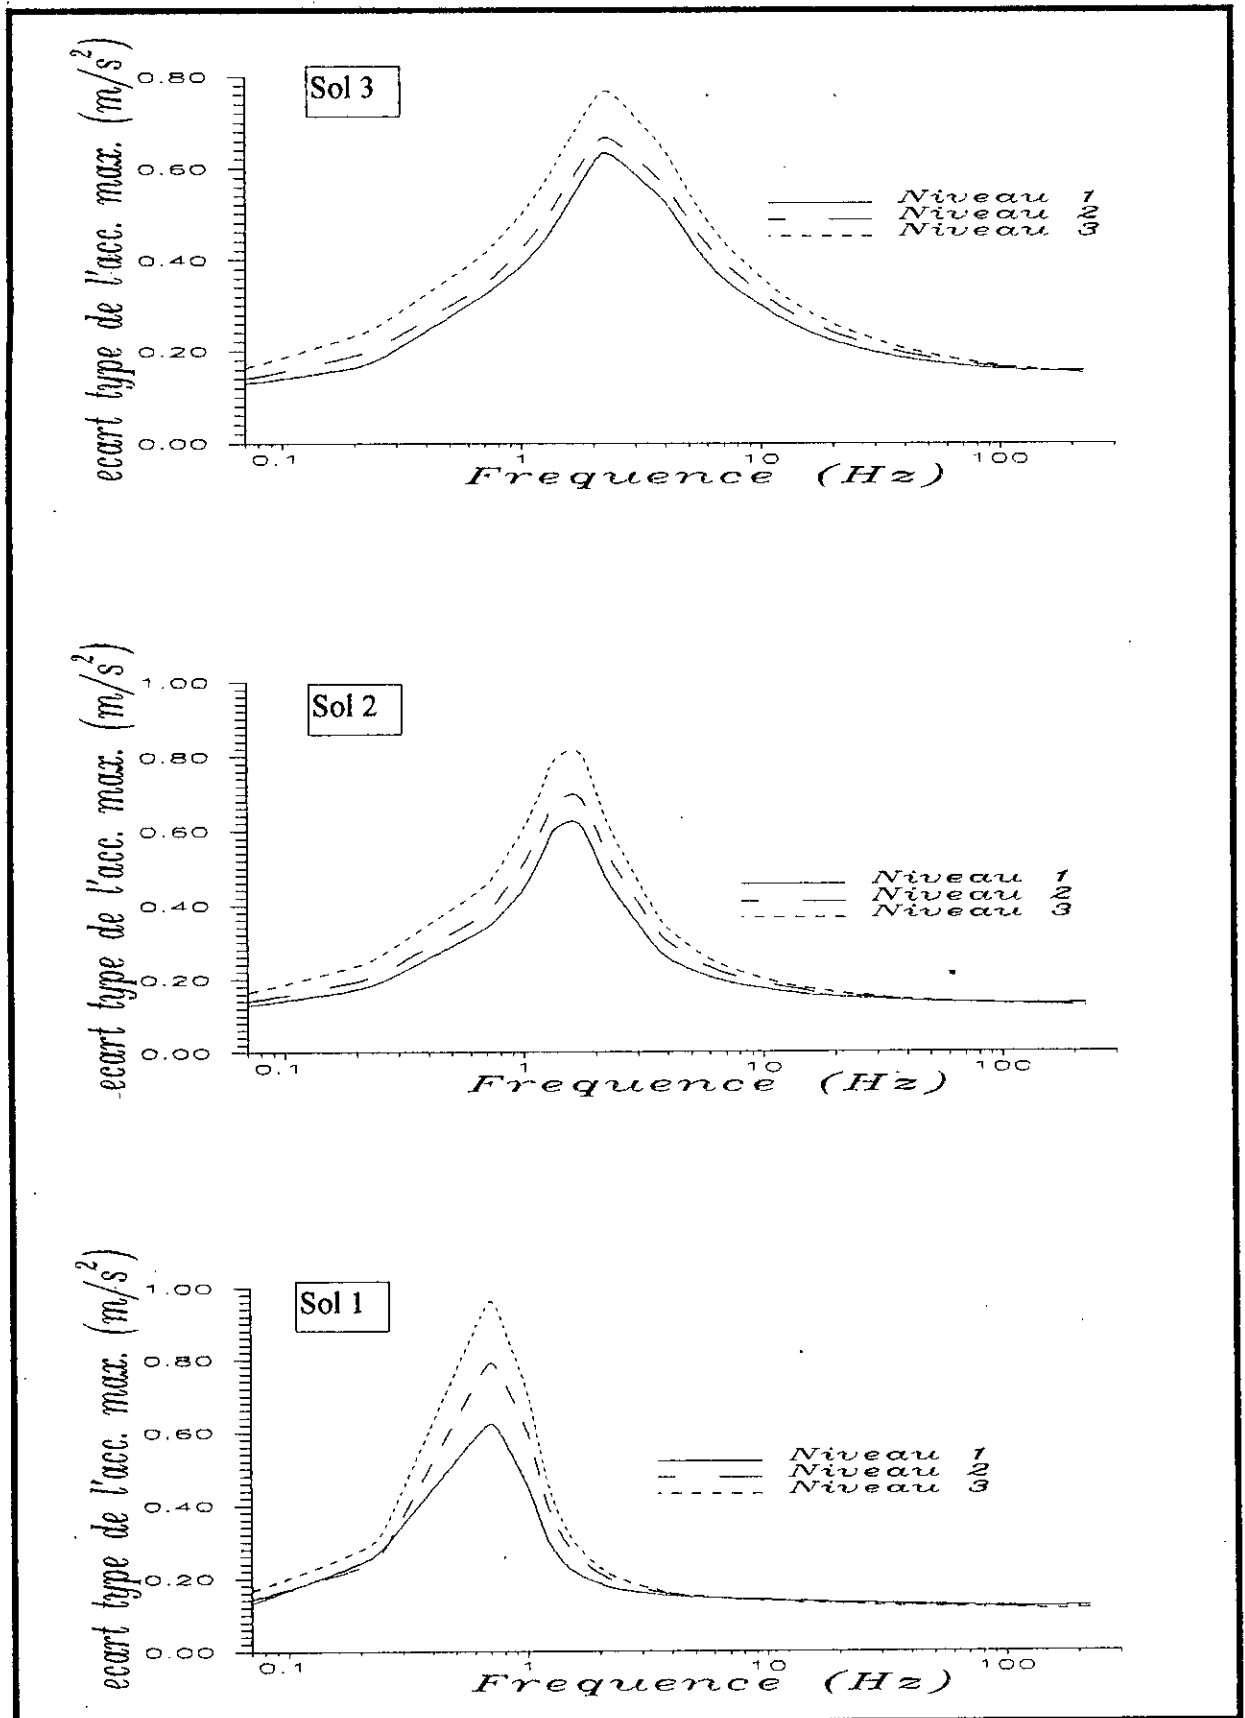 ecart type de l'acc. max. (m/s²)
Sol 3
0.80
0.60
0.40
0.20
0.00
Niveau 1
Niveau 2
Niveau 3
0.1 1 10 100
Frequence (Hz)
ecart type de l'acc. max. (m/s²)
Sol 2
1.00
0.80
0.60
0.40
0.20
0.00
Niveau 1
Niveau 2
Niveau 3
0.1 1 10 100
Frequence (Hz)
ecart type de l'acc. max. (m/s²)
Sol 1
1.00
0.80
0.60
0.40
0.20
0.00
Niveau 1
Niveau 2
Niveau 3
0.1 1 10 100
Frequence (Hz)